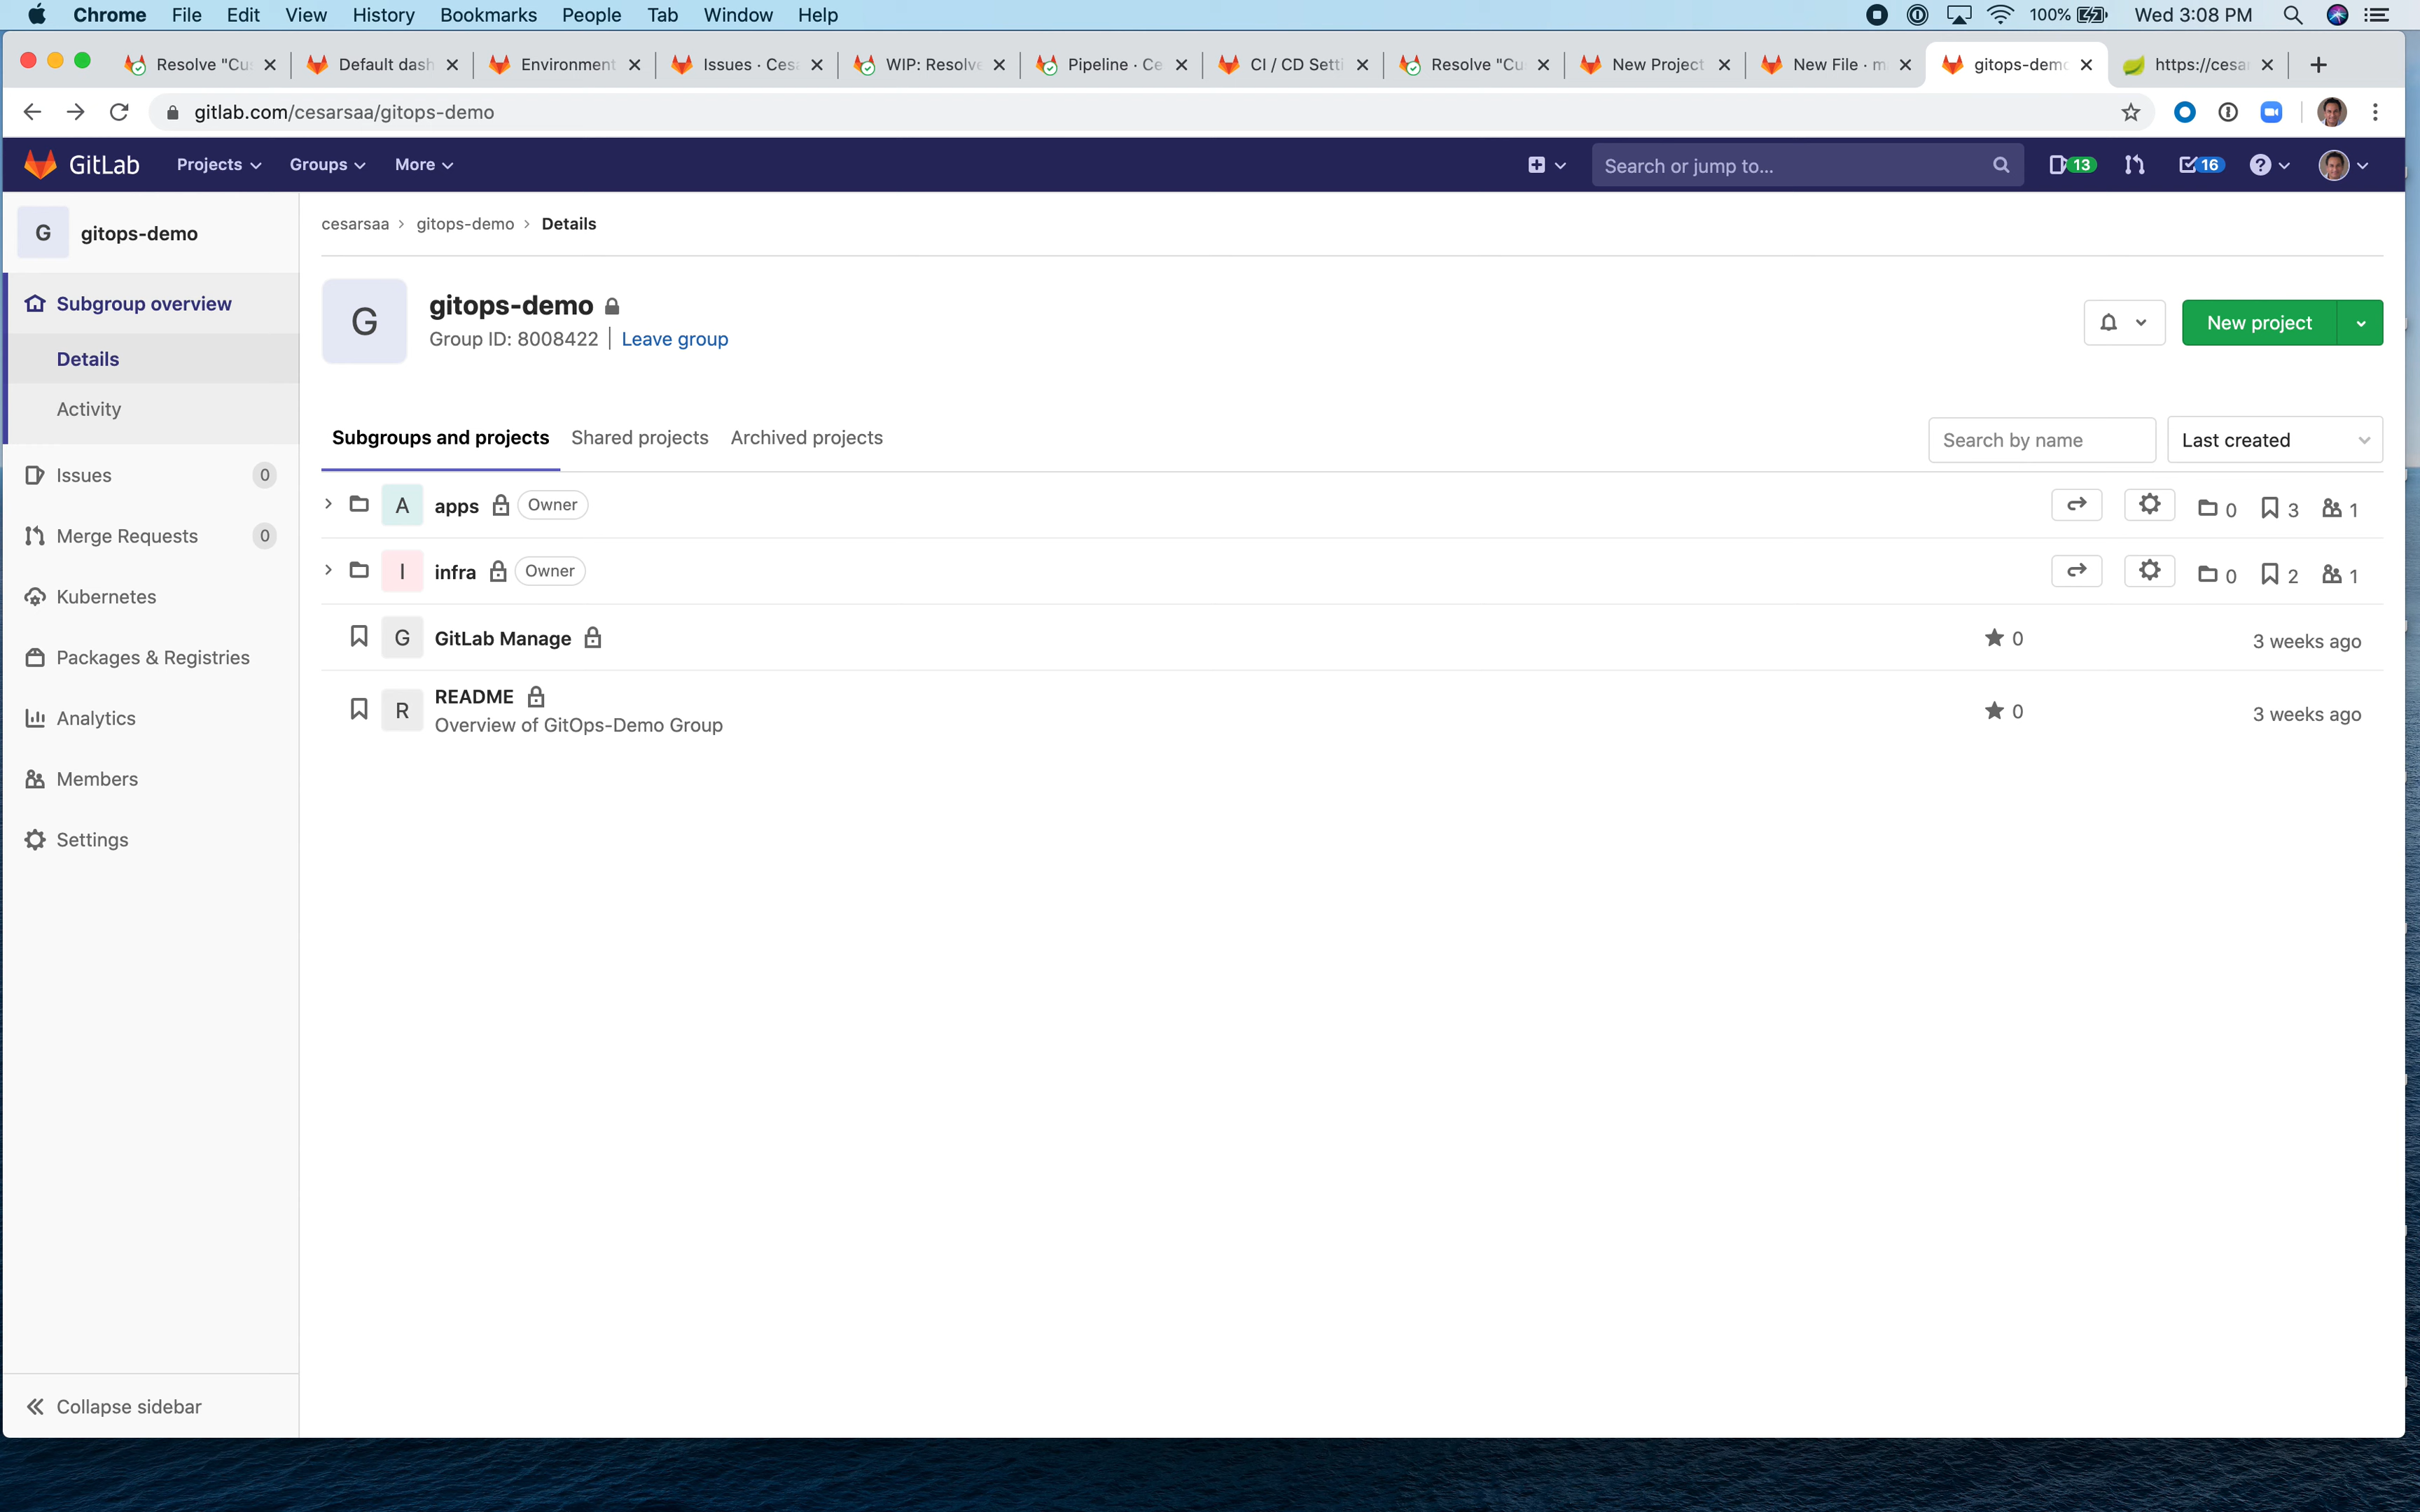 Chrome File Edit View History Bookmarks People Tab Window Help 100% Wed 3:08 PM
Resolve "Cu Default dash Environment Issues · Ces WIP: Resolve Pipeline · Ce CI / CD Setti Resolve "Cu New Project New File · m gitops-demo https://cesar
gitlab.com/cesarsaa/gitops-demo
GitLab Projects Groups More Search or jump to... 13 16
G gitops-demo
cesarsaa > gitops-demo > Details
Subgroup overview
Details
Activity
Issues 0
Merge Requests 0
Kubernetes
Packages & Registries
Analytics
Members
Settings
Collapse sidebar
G
gitops-demo
Group ID: 8008422 | Leave group
New project
Subgroups and projects Shared projects Archived projects Search by name Last created
A apps Owner 0 3 1
I infra Owner 0 2 1
G GitLab Manage 0 3 weeks ago
R README 0 3 weeks ago
Overview of GitOps-Demo Group